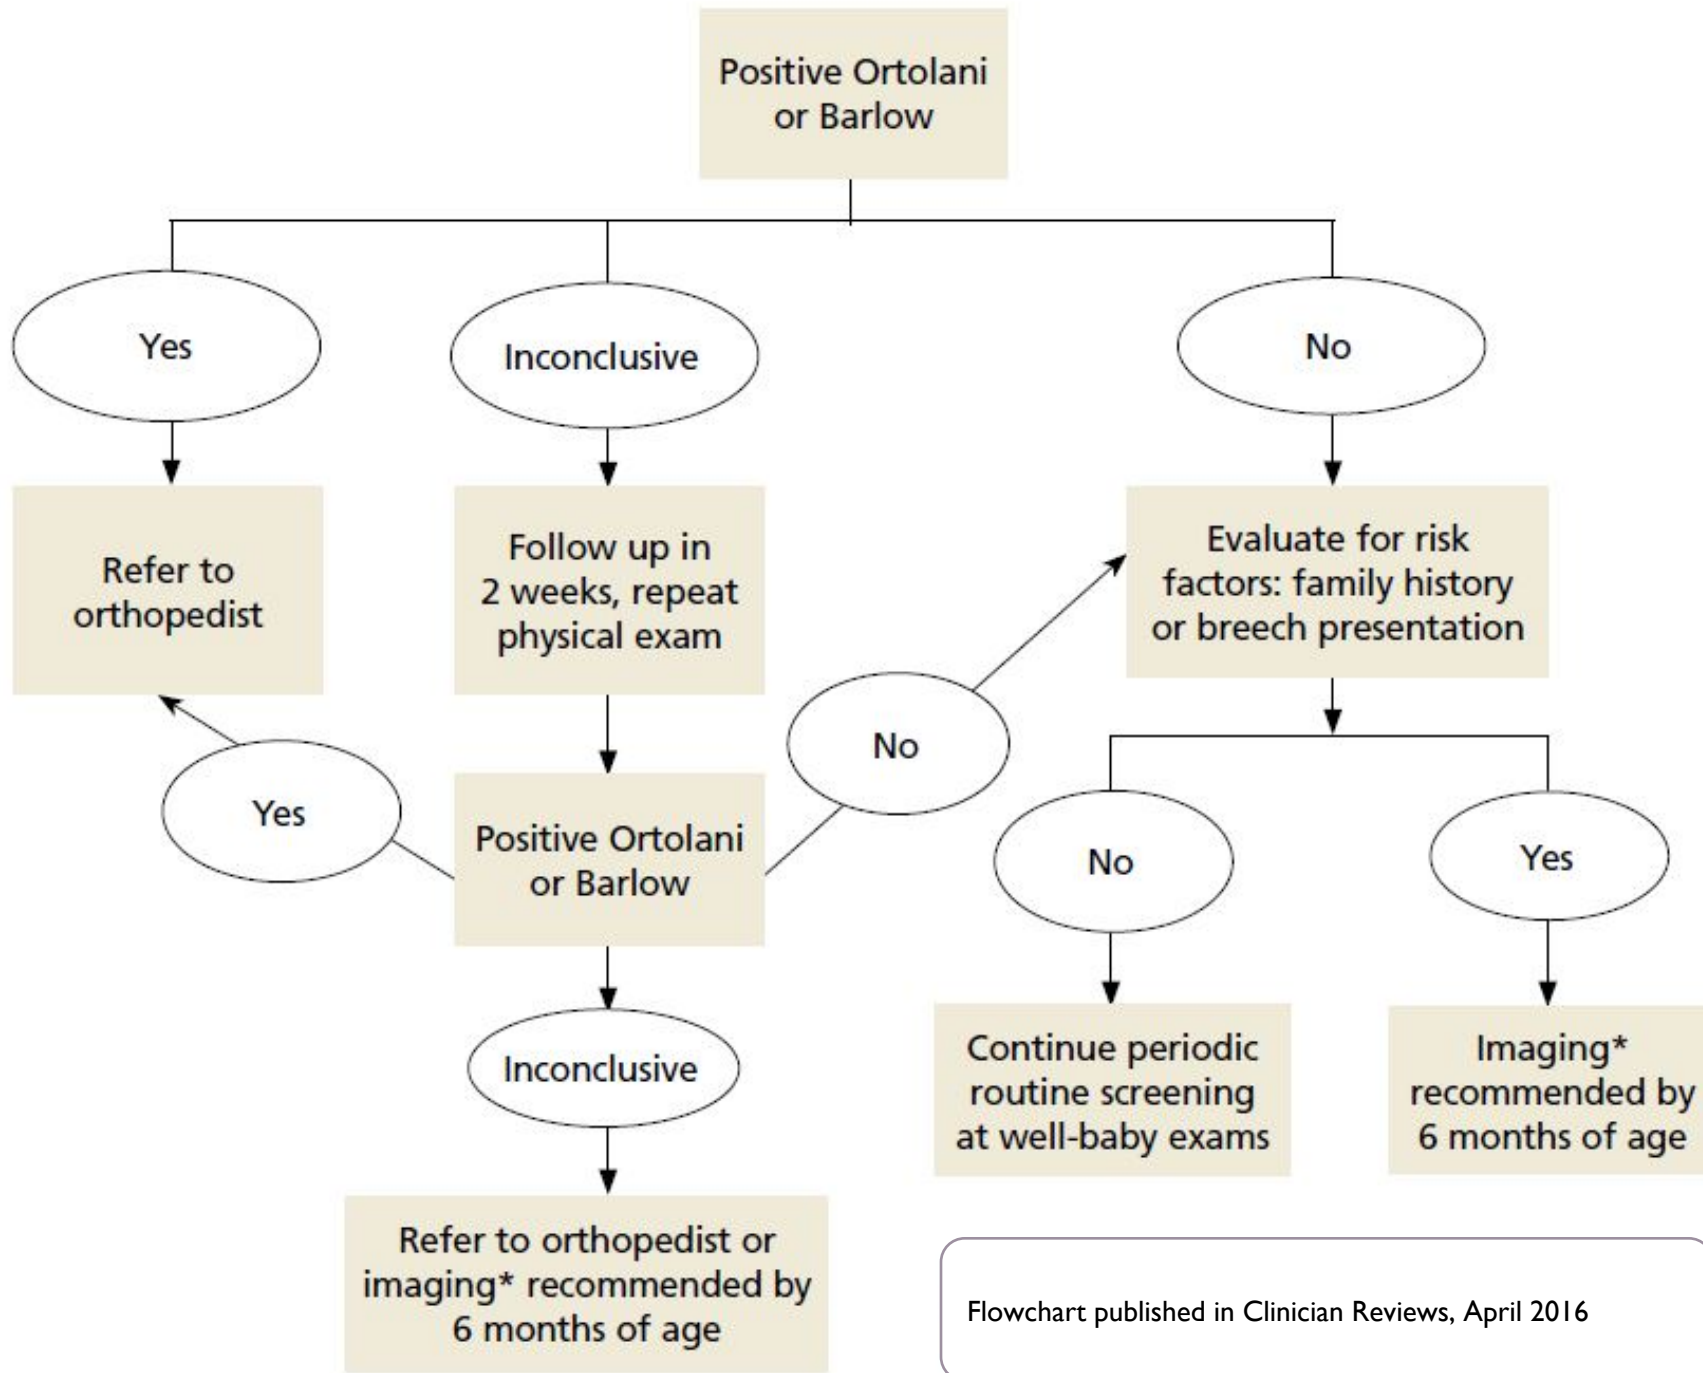 Positive Ortolani
or Barlow
Yes
Inconclusive
No
Refer to
orthopedist
Follow up in
2 weeks, repeat
physical exam
Evaluate for risk
factors: family history
or breech presentation
Yes
Positive Ortolani
or Barlow
No
No
Yes
Inconclusive
Continue periodic
routine screening
at well-baby exams
Imaging*
recommended by
6 months of age
Refer to orthopedist or
imaging* recommended by
6 months of age
Flowchart published in Clinician Reviews, April 2016